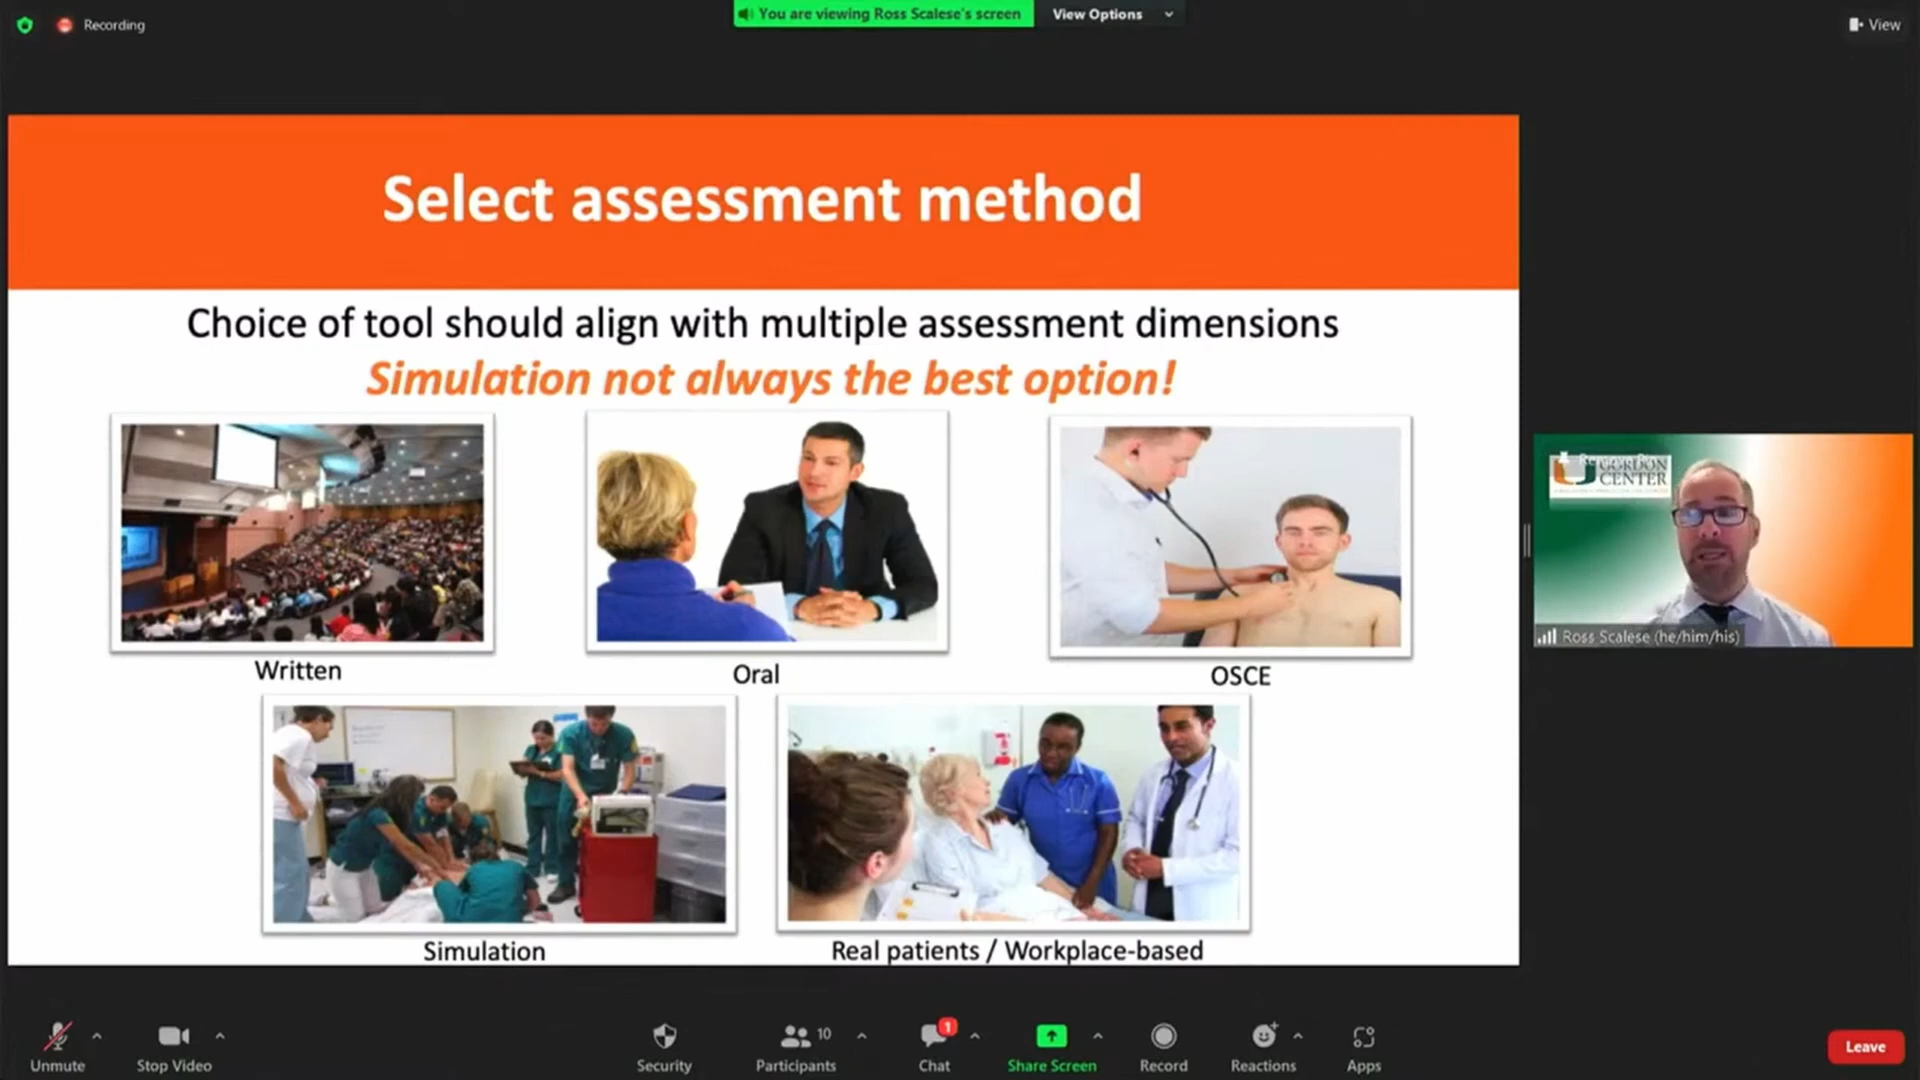 Recording
You are viewing Ross Scalese's screen
View Options
View
Select assessment method
Choice of tool should align with multiple assessment dimensions
Simulation not always the best option!
Written
Oral
OSCE
Simulation
Real patients / Workplace-based
GORDON
CENTER
Ross Scalese (he/him/his)
Unmute
Stop Video
Security
Participants
10
Chat
1
Share Screen
Record
Reactions
Apps
Leave